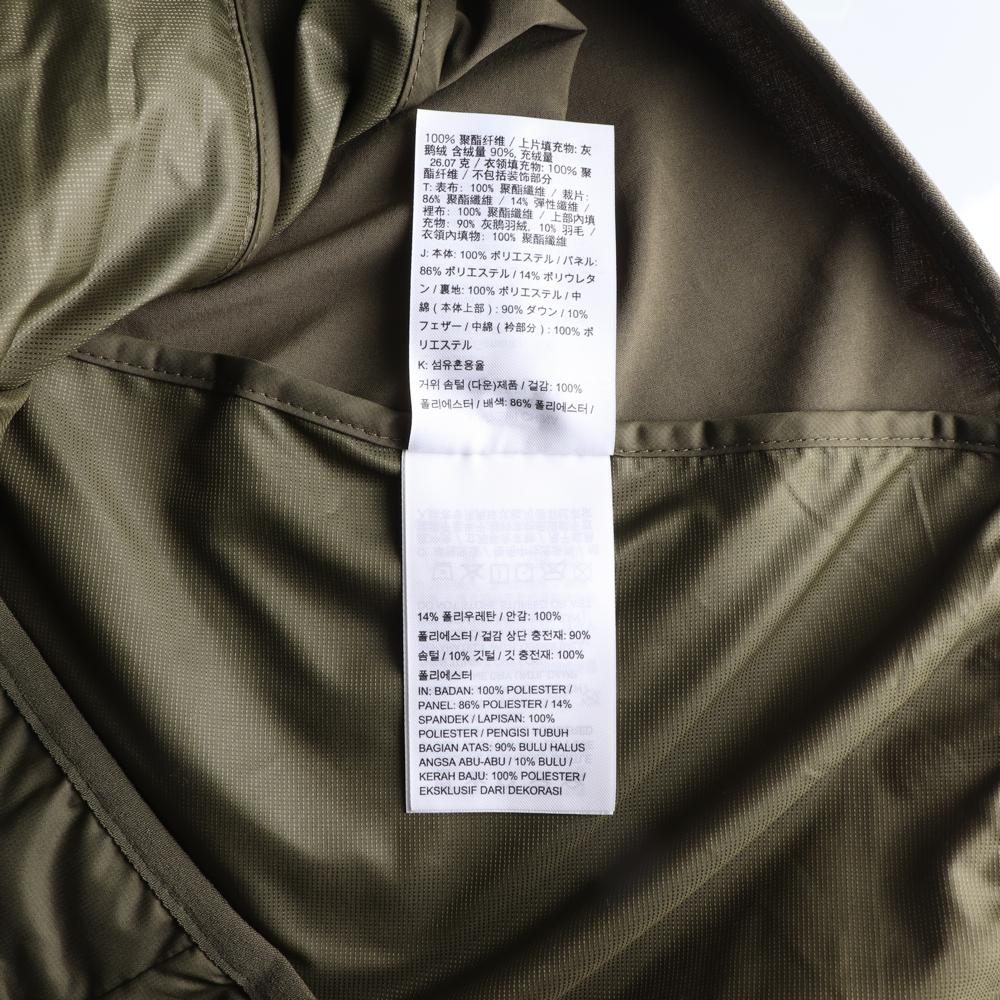 100% 聚酯纤维 / 上片填充物: 灰
鹅绒 含绒量 90%, 充绒量
26.07 克 / 衣领填充物: 100% 聚
酯纤维 / 不包括装饰部分
T: 表布: 100% 聚酯纖維 / 裁片:
86% 聚酯纖維 / 14% 彈性纖維 /
裡布: 100% 聚酯纖維 / 上部內填
充物: 90% 灰鵝羽絨, 10% 羽毛 /
衣領內填物: 100% 聚酯纖維
J: 本体: 100% ポリエステル / パネル:
86% ポリエステル / 14% ポリウレタ
ン / 裏地: 100% ポリエステル / 中
綿 ( 本体上部 ) : 90% ダウン / 10%
フェザー / 中綿 ( 衿部分 ) : 100% ポ
リエステル
K: 섬유혼용율
거위 솜털 (다운)제품 / 겉감: 100%
폴리에스터 / 배색: 86% 폴리에스터 /
14% 폴리우레탄 / 안감: 100%
폴리에스터 / 겉감 상단 충전재: 90%
솜털 / 10% 깃털 / 깃 충전재: 100%
폴리에스터
IN: BADAN: 100% POLIESTER /
PANEL: 86% POLIESTER / 14%
SPANDEK / LAPISAN: 100%
POLIESTER / PENGISI TUBUH
BAGIAN ATAS: 90% BULU HALUS
ANGSA ABU-ABU / 10% BULU /
KERAH BAJU: 100% POLIESTER /
EKSKLUSIF DARI DEKORASI